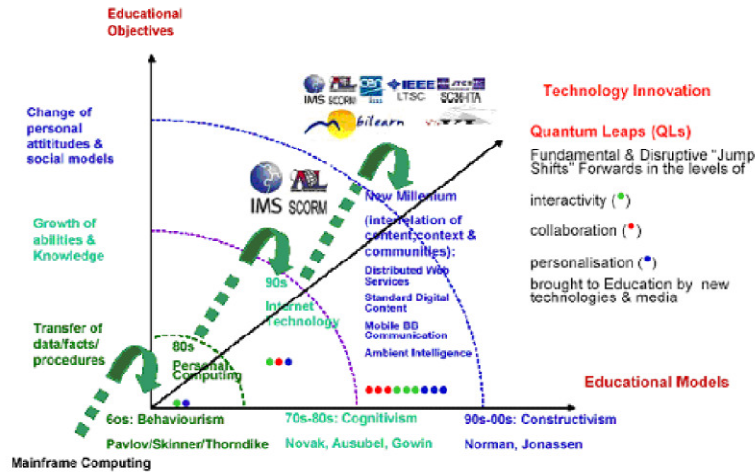 Educational
Objectives
Change of
personal
attitiudes &
social models
Growth of
abilities &
Knowledge
Transfer of
data/facts/
procedures
IMS SCORM
IEEE
LTSC
IMS SCORM
80s
Personal
Computing
90s
Internet
Technology
New Millenium
(interrelation of
content,context &
communities):
Distributed Web
Services
Standard Digital
Content
Mobile BB
Communication
Ambient Intelligence
Technology Innovation
Quantum Leaps (QLs)
Fundamental & Disruptive "Jump
Shifts" Forwards in the levels of
interactivity ( )
collaboration ( )
personalisation ( )
brought to Education by new
technologies & media
Educational Models
6os: Behaviourism
Pavlov/Skinner/Thorndike
70s-80s: Cognitivism
Novak, Ausubel, Gowin
90s-00s: Constructivism
Norman, Jonassen
Mainframe Computing